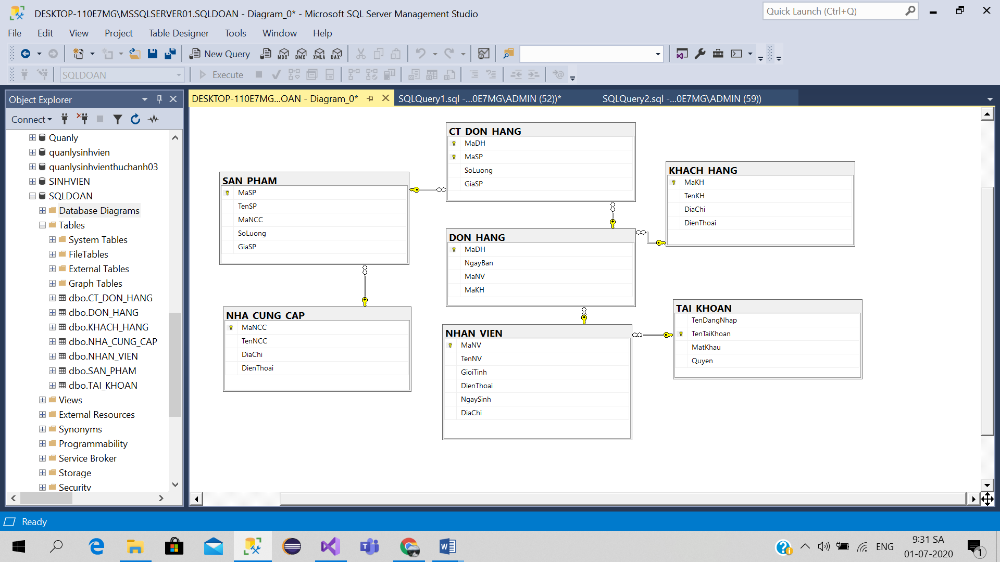 DESKTOP-110E7MG\MSSQLSERVER01.SQLDOAN - Diagram_0* - Microsoft SQL Server Management Studio
Quick Launch (Ctrl+Q)
File Edit View Project Table Designer Tools Window Help
New Query MDX DMX XMLA DAX
SQLDOAN Execute
Object Explorer
Connect
Quanly
quanlysinhvien
quanlysinhvienthuchanh03
SINHVIEN
SQLDOAN
Database Diagrams
Tables
System Tables
FileTables
External Tables
Graph Tables
dbo.CT_DON_HANG
dbo.DON_HANG
dbo.KHACH_HANG
dbo.NHA_CUNG_CAP
dbo.NHAN_VIEN
dbo.SAN_PHAM
dbo.TAI_KHOAN
Views
External Resources
Synonyms
Programmability
Service Broker
Storage
Security
DESKTOP-110E7MG...OAN - Diagram_0* SQLQuery1.sql -...0E7MG\ADMIN (52))* SQLQuery2.sql -...0E7MG\ADMIN (59))
SAN_PHAM
MaSP
TenSP
MaNCC
SoLuong
GiaSP
NHA_CUNG_CAP
MaNCC
TenNCC
DiaChi
DienThoai
CT_DON_HANG
MaDH
MaSP
SoLuong
GiaSP
DON_HANG
MaDH
NgayBan
MaNV
MaKH
NHAN_VIEN
MaNV
TenNV
GioiTinh
DienThoai
NgaySinh
DiaChi
KHACH_HANG
MaKH
TenKH
DiaChi
DienThoai
TAI_KHOAN
TenDangNhap
TenTaiKhoan
MatKhau
Quyen
Ready
ENG
9:31 SA
01-07-2020
1